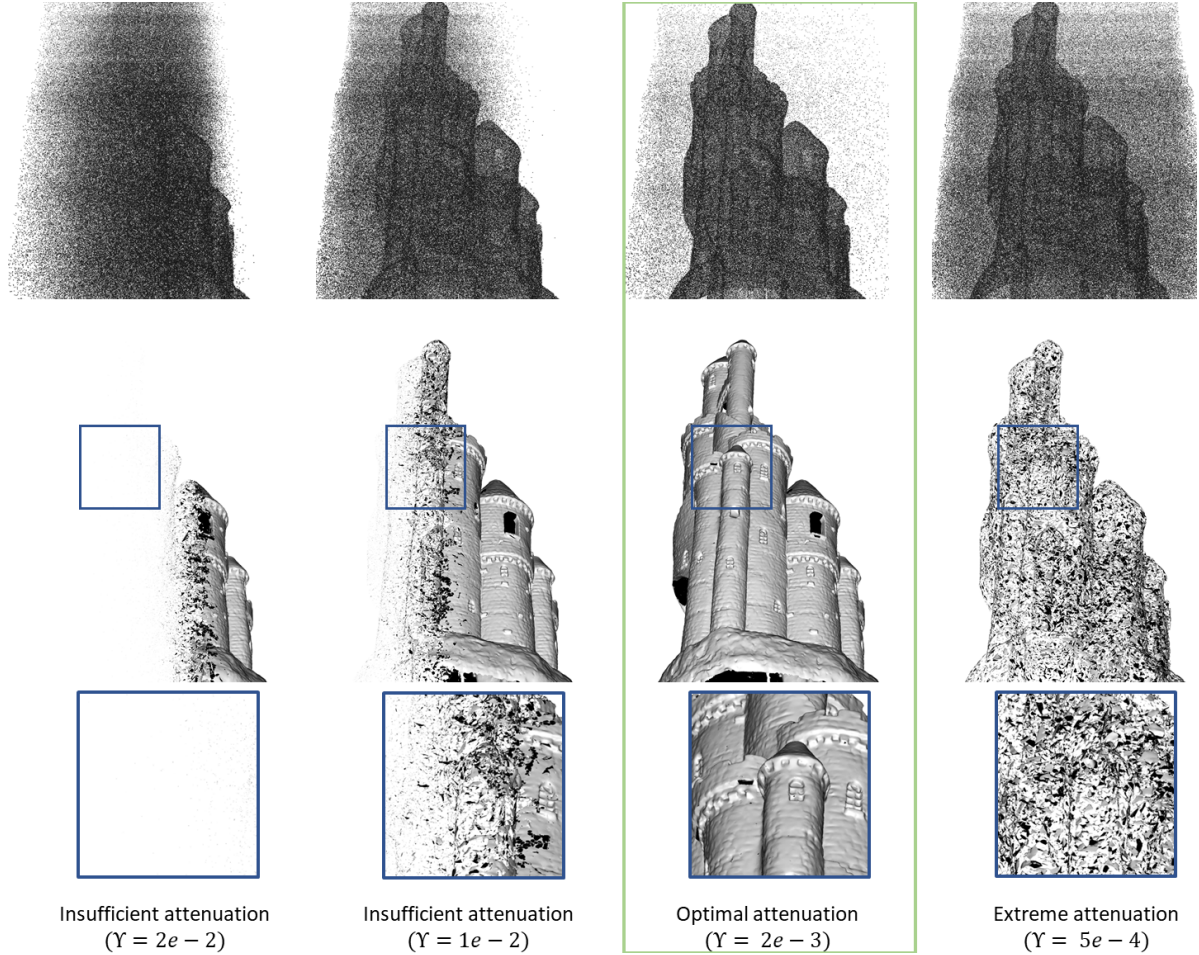 Insufficient attenuation
(ϒ = 2e − 2)
Insufficient attenuation
(ϒ = 1e − 2)
Optimal attenuation
(ϒ = 2e − 3)
Extreme attenuation
(ϒ = 5e − 4)